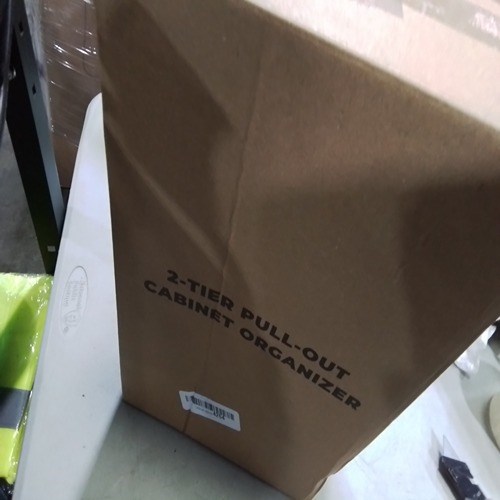 2-TIER PULL-OUT
CABINET ORGANIZER